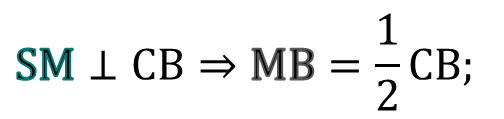 SM ⊥ CB ⇒ MB = 1/2 CB;